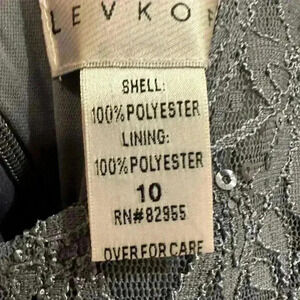 LEVKO
SHELL:
100% POLYESTER
LINING:
100% POLYESTER
10
RN#82955
OVER FOR CARE